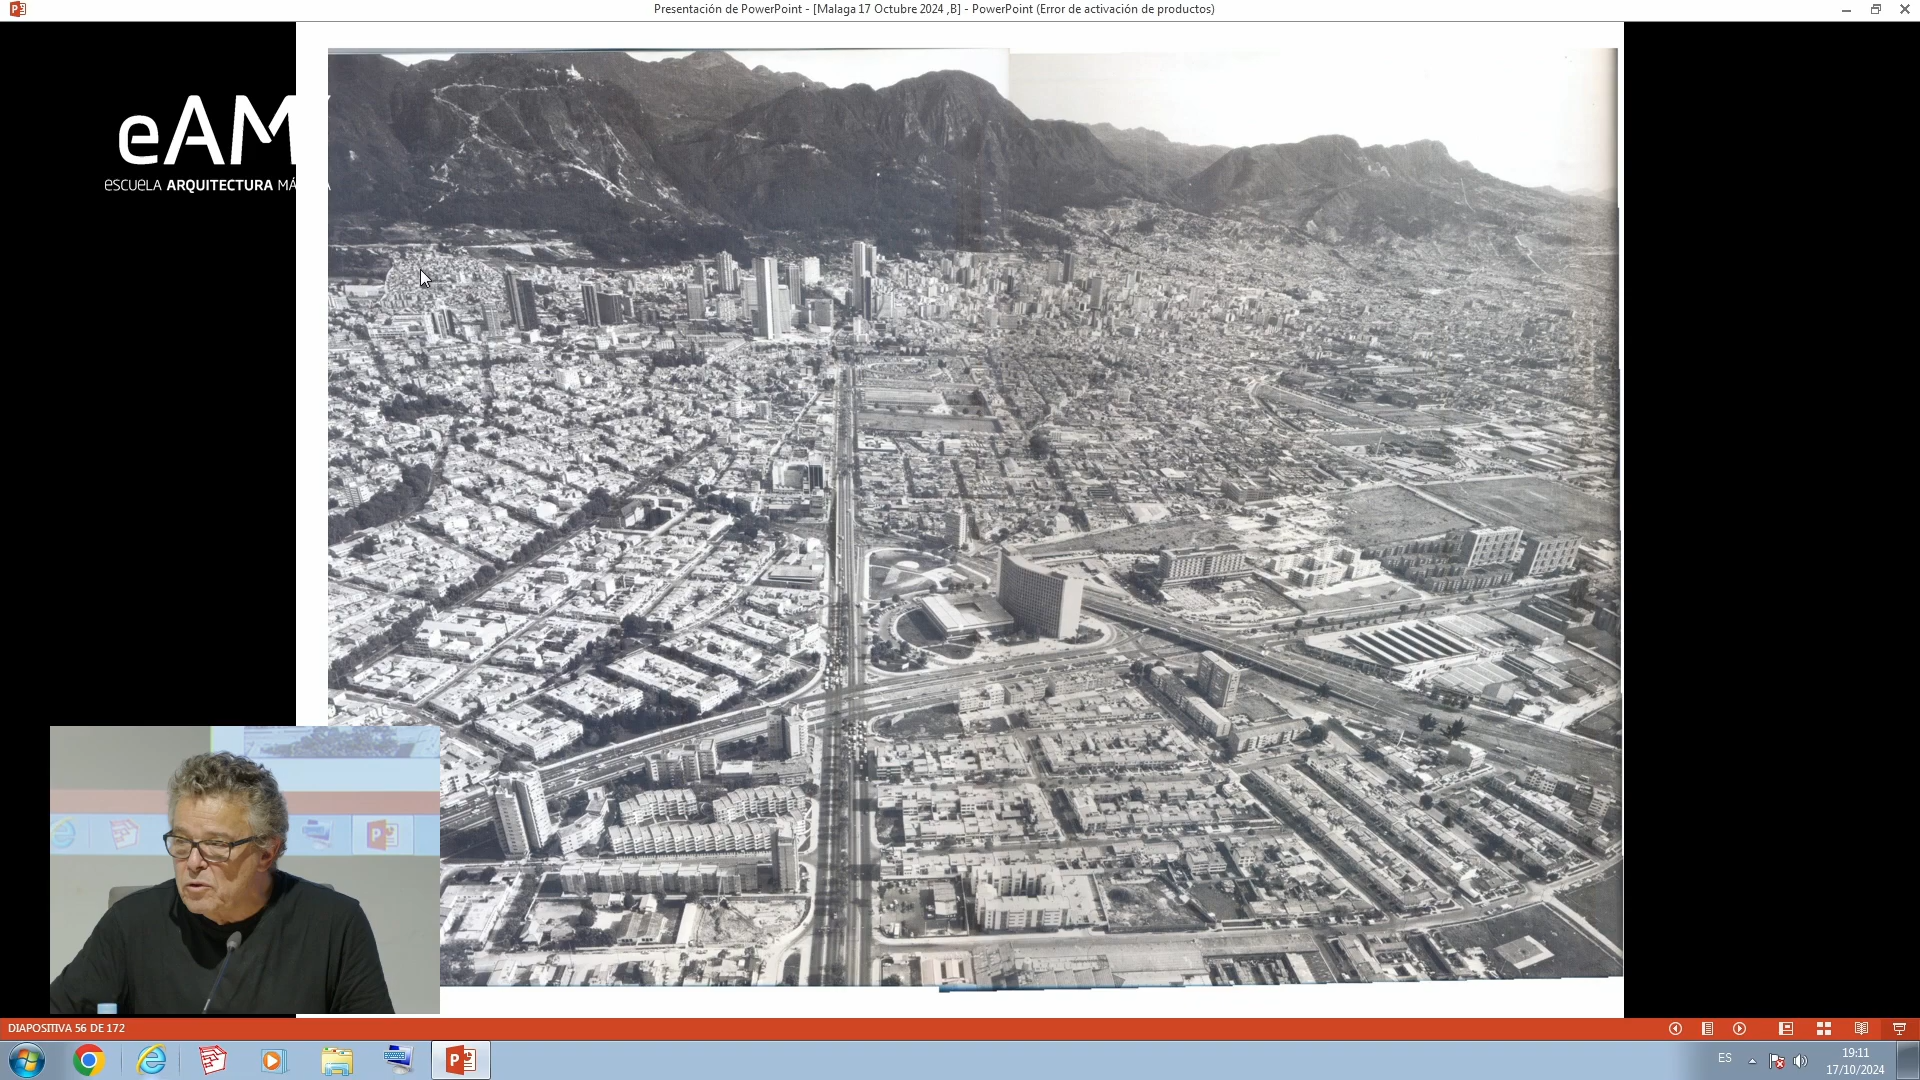 Presentación de PowerPoint - [Malaga 17 Octubre 2024 ,B] - PowerPoint (Error de activación de productos)
eAM
ESCUELA ARQUITECTURA MÁ
DIAPOSITIVA 56 DE 172
ES
19:11
17/10/2024